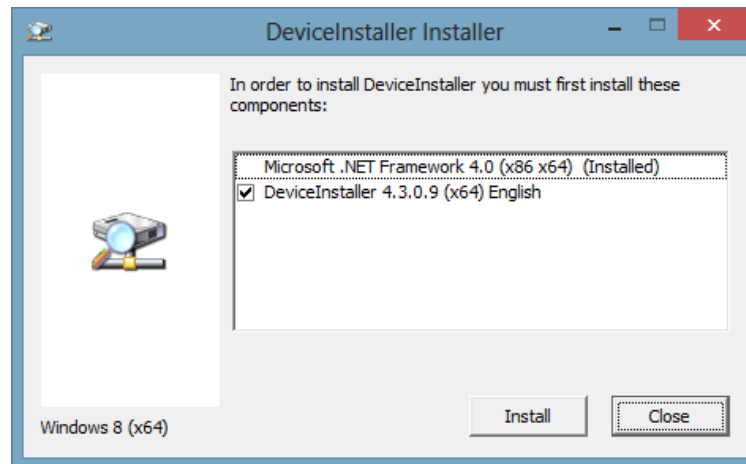 DeviceInstaller Installer
In order to install DeviceInstaller you must first install these
components:
Microsoft .NET Framework 4.0 (x86 x64) (Installed)
DeviceInstaller 4.3.0.9 (x64) English
Windows 8 (x64)
Install
Close